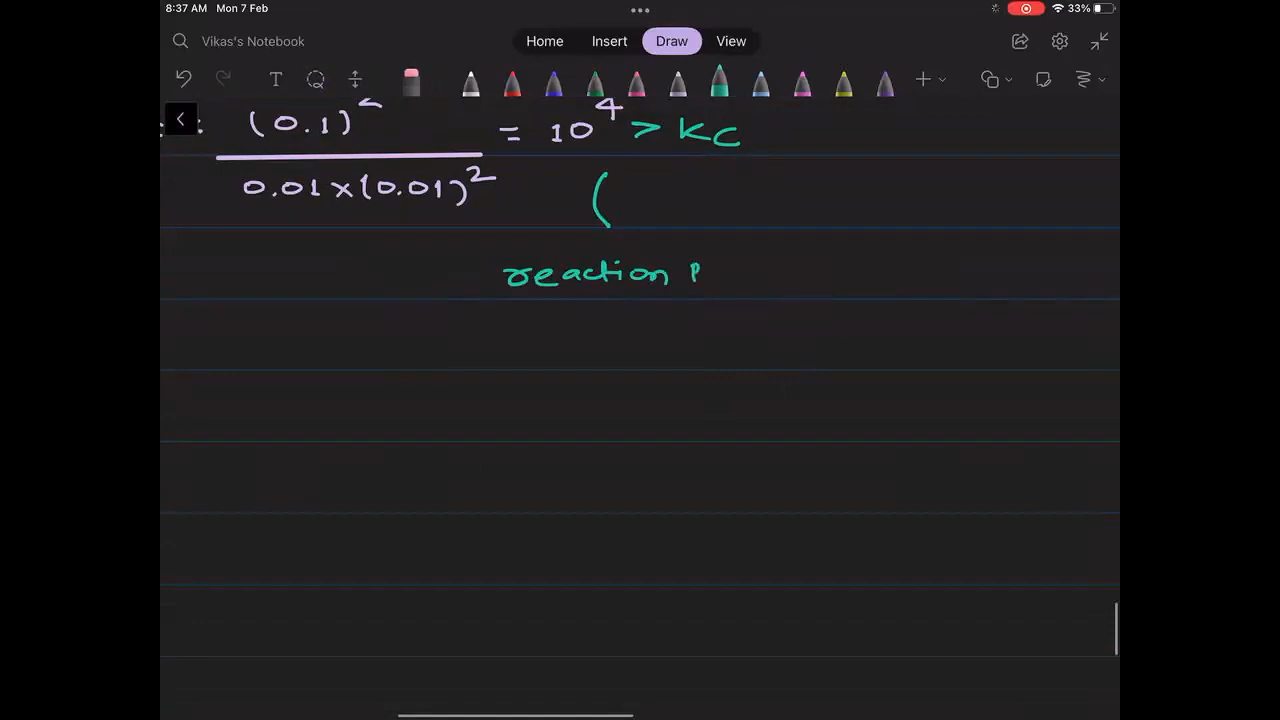 8:37 AM Mon 7 Feb
33%
Vikas's Notebook
Home Insert Draw View
(0.1)² = 10⁴ > Kc
0.01 x (0.01)²
(
reaction